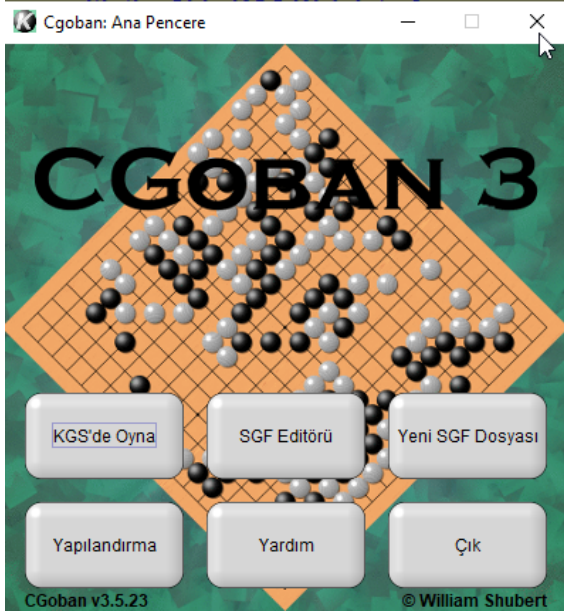 Cgoban: Ana Pencere
CGOBAN 3
KGS'de Oyna
SGF Editörü
Yeni SGF Dosyası
Yapılandırma
Yardım
Çık
CGoban v3.5.23
© William Shubert